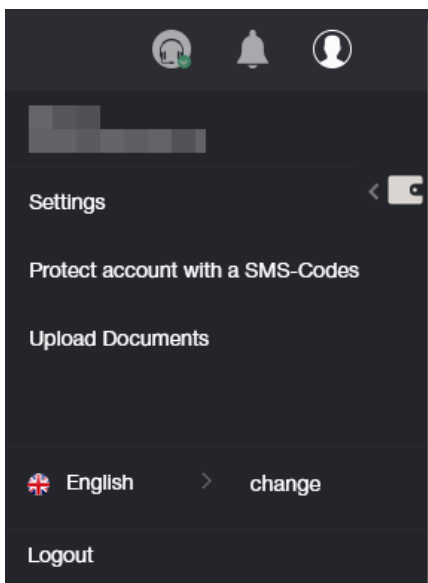 Settings
Protect account with a SMS-Codes
Upload Documents
English
change
Logout